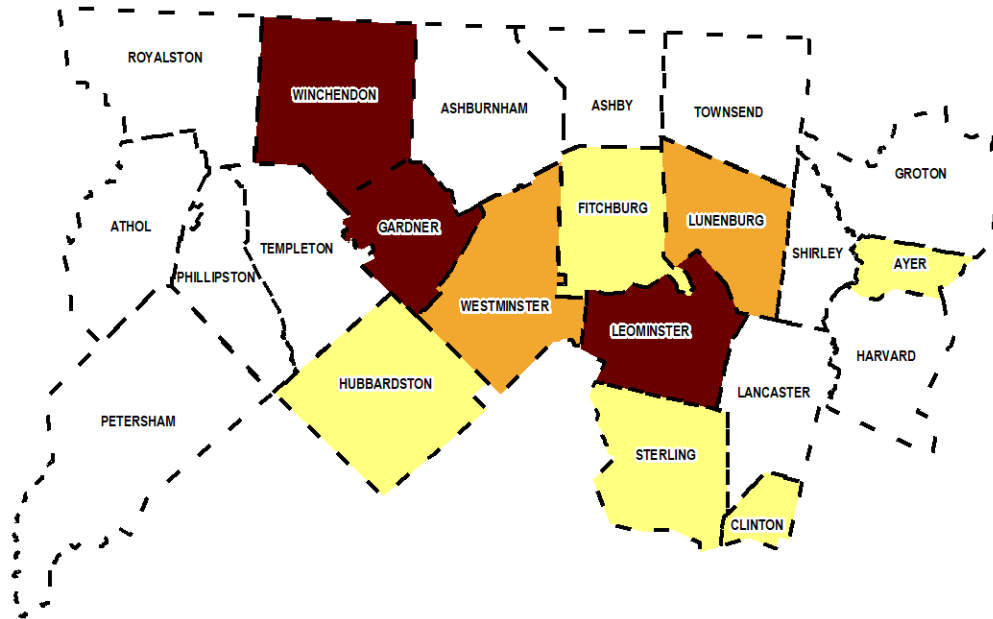 ROYALSTON
WINCHENDON
ASHBURNHAM
ASHBY
TOWNSEND
GROTON
ATHOL
PHILLIPSTON
TEMPLETON
GARDNER
FITCHBURG
LUNENBURG
SHIRLEY
AYER
WESTMINSTER
LEOMINSTER
HARVARD
HUBBARDSTON
LANCASTER
PETERSHAM
STERLING
CLINTON